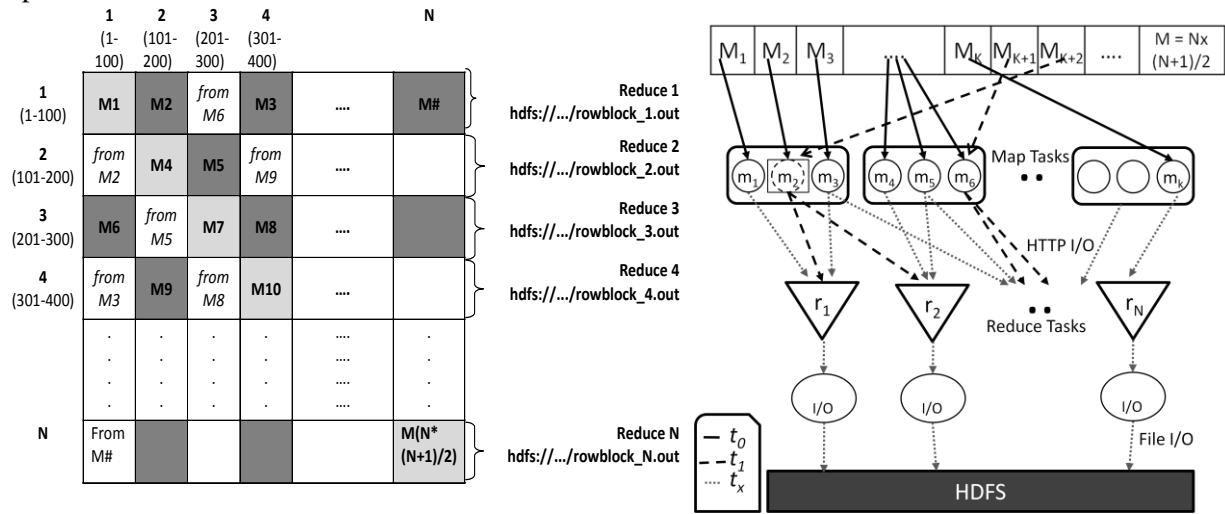 1 2 3 4 N
(1-100) (101-200) (201-300) (301-400)
1 (1-100) M1 M2 from M6 M3 .... M# Reduce 1 hdfs://.../rowblock_1.out
2 (101-200) from M2 M4 M5 from M9 .... Reduce 2 hdfs://.../rowblock_2.out
3 (201-300) M6 from M5 M7 M8 .... Reduce 3 hdfs://.../rowblock_3.out
4 (301-400) from M3 M9 from M8 M10 .... Reduce 4 hdfs://.../rowblock_4.out
. . . . .... .
. . . . .... .
. . . . .... .
. . . . .... .
N From M# M(N*(N+1)/2) Reduce N hdfs://.../rowblock_N.out
M1 M2 M3 .... MK MK+1 MK+2 .... M = Nx (N+1)/2
m1 m2 m3 m4 m5 m6 Map Tasks mk
HTTP I/O
r1 r2 Reduce Tasks rN
I/O I/O I/O
File I/O
t0
t1
tx
HDFS